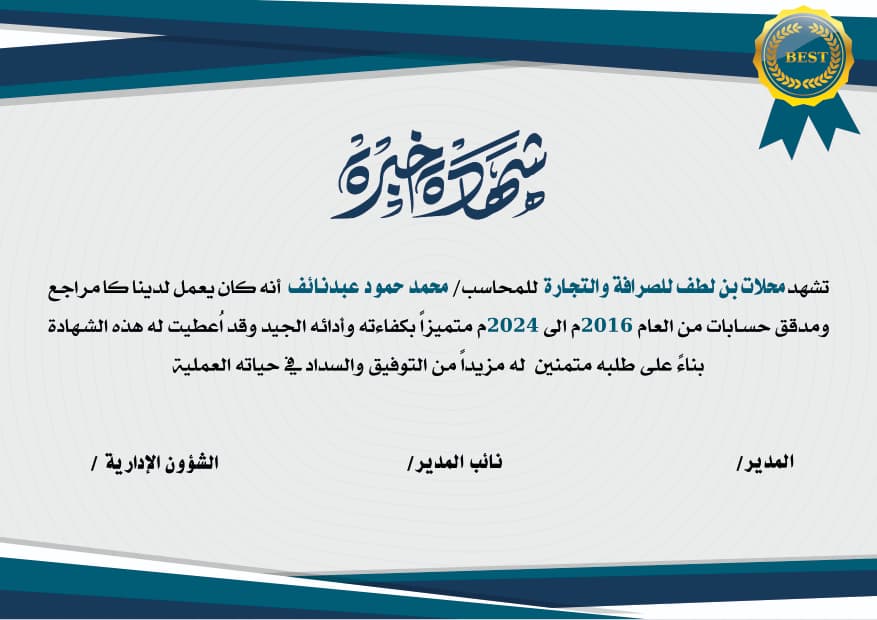 BEST
شهادة خبرة
تشهد محلات بن لطف للصرافة والتجارة للمحاسب/ محمد حمود عبدنائف أنه كان يعمل لدينا كا مراجع
ومدقق حسابات من العام 2016م الى 2024م متميزاً بكفاءته وأدائه الجيد وقد أعطيت له هذه الشهادة
بناءً على طلبه متمنين له مزيداً من التوفيق والسداد في حياته العملية
المدير/ نائب المدير/ الشؤون الإدارية /